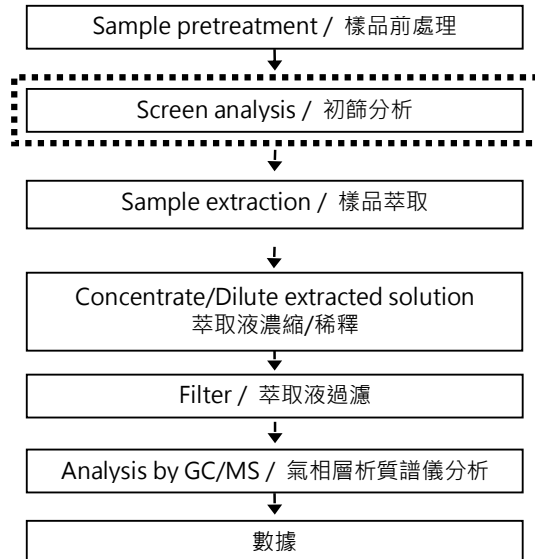 Sample pretreatment / 樣品前處理
Screen analysis / 初篩分析
Sample extraction / 樣品萃取
Concentrate/Dilute extracted solution
萃取液濃縮/稀釋
Filter / 萃取液過濾
Analysis by GC/MS / 氣相層析質譜儀分析
數據